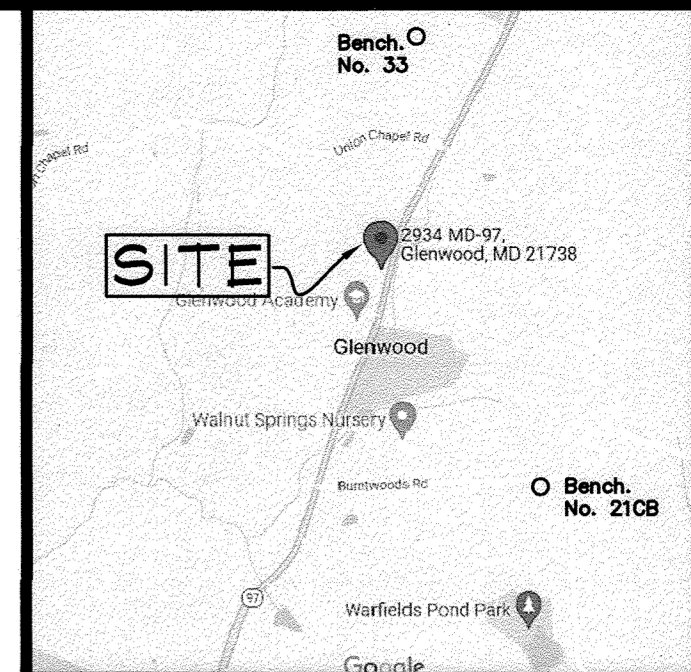 Bench.
No. 33
Union Chapel Rd
Chapel Rd
SITE
2934 MD-97,
Glenwood, MD 21738
Glenwood Academy
Glenwood
Walnut Springs Nursery
Burntwoods Rd
Bench.
No. 21CB
97
Warfields Pond Park
Google